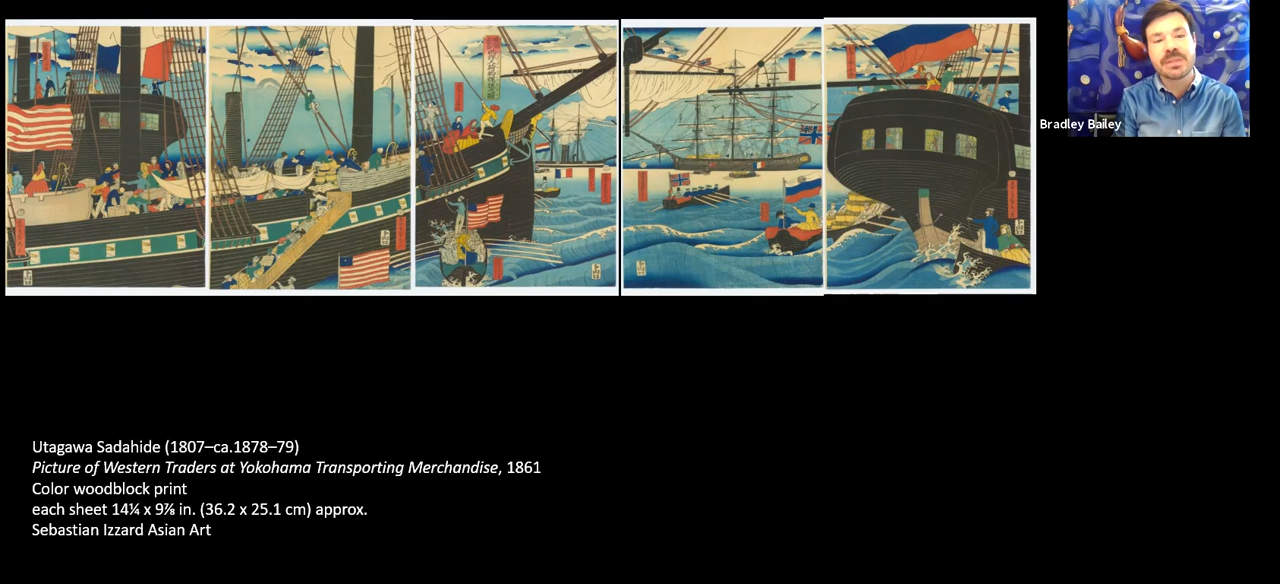 Bradley Bailey
Utagawa Sadahide (1807–ca.1878–79)
Picture of Western Traders at Yokohama Transporting Merchandise, 1861
Color woodblock print
each sheet 14¼ x 9⅞ in. (36.2 x 25.1 cm) approx.
Sebastian Izzard Asian Art